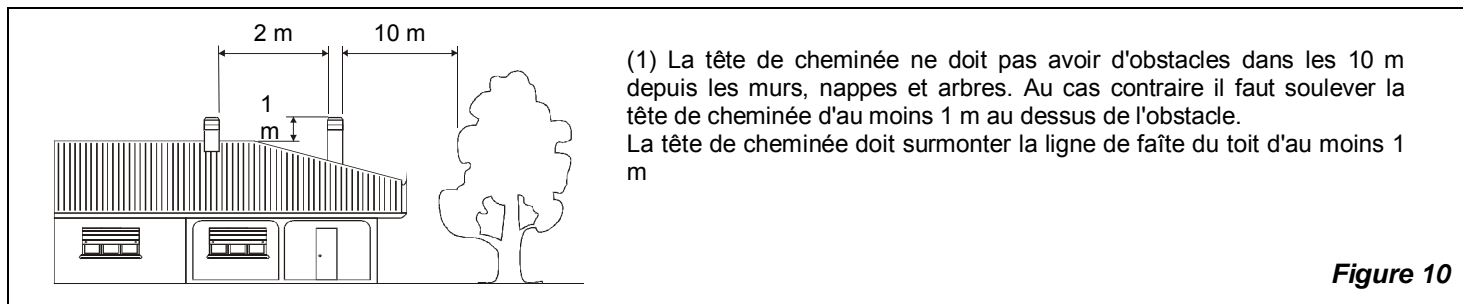 2 m
10 m
1
m
(1) La tête de cheminée ne doit pas avoir d'obstacles dans les 10 m
depuis les murs, nappes et arbres. Au cas contraire il faut soulever la
tête de cheminée d'au moins 1 m au dessus de l'obstacle.
La tête de cheminée doit surmonter la ligne de faîte du toit d'au moins 1
m
Figure 10